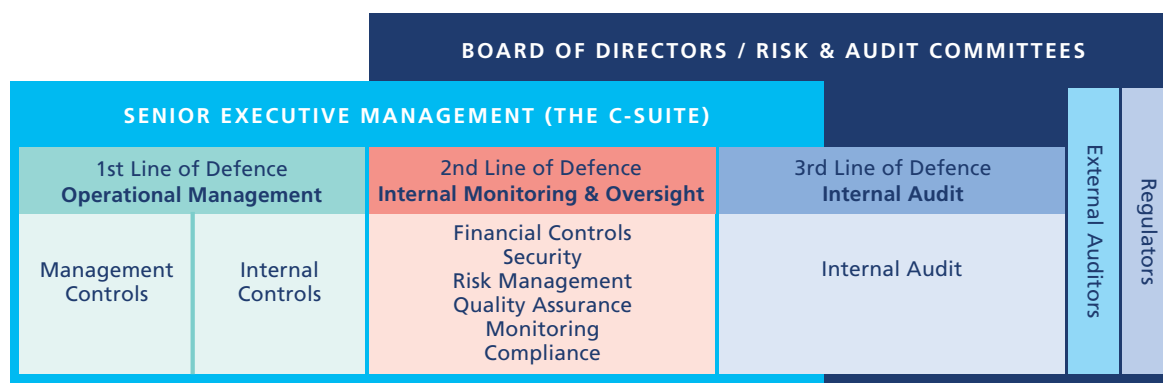 BOARD OF DIRECTORS / RISK & AUDIT COMMITTEES
SENIOR EXECUTIVE MANAGEMENT (THE C-SUITE)
1st Line of Defence
Operational Management
Management
Controls
Internal
Controls
2nd Line of Defence
Internal Monitoring & Oversight
Financial Controls
Security
Risk Management
Quality Assurance
Monitoring
Compliance
3rd Line of Defence
Internal Audit
Internal Audit
External Auditors
Regulators